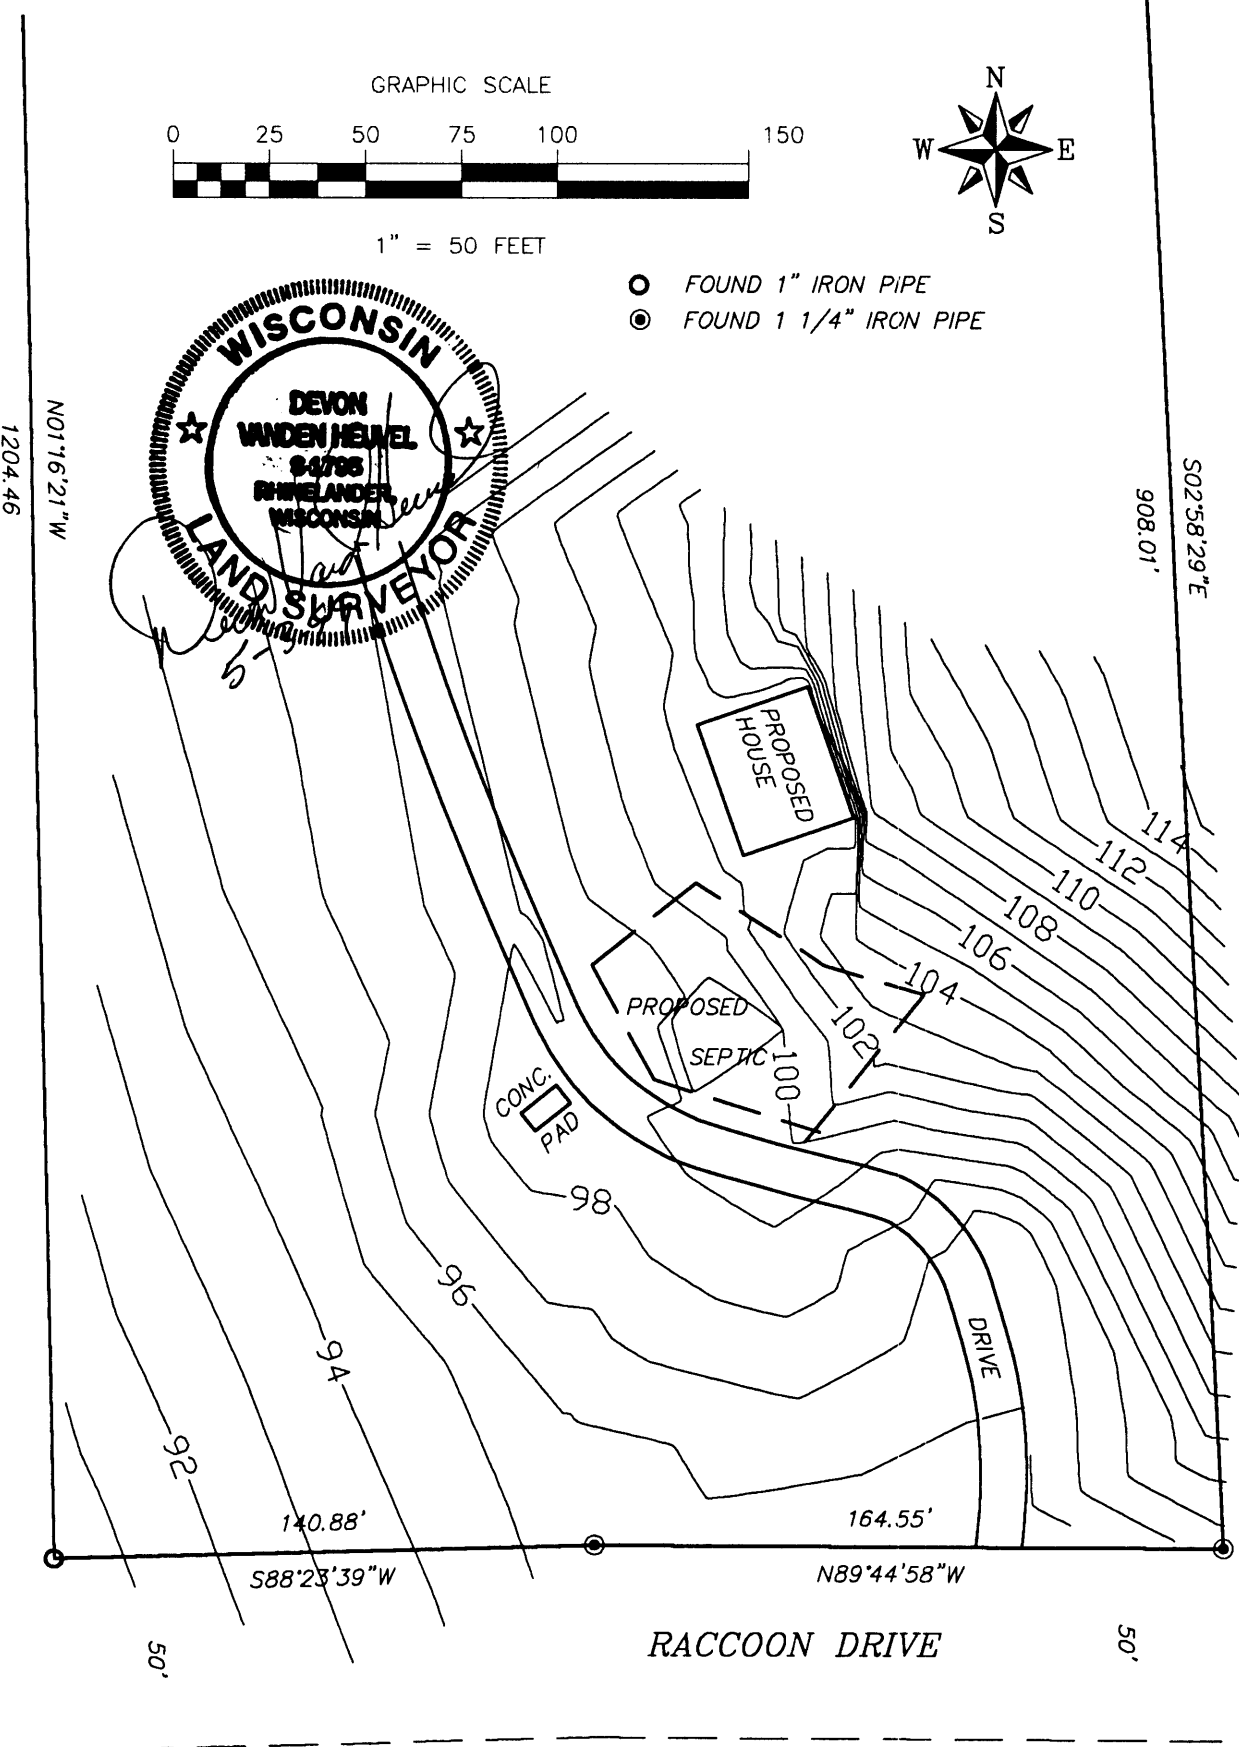 GRAPHIC SCALE
0 25 50 75 100 150
1" = 50 FEET
N
W E
S
FOUND 1" IRON PIPE
FOUND 1 1/4" IRON PIPE
WISCONSIN
DEVON
VANDEN HEUVEL
S-1795
RHINELANDER,
WISCONSIN
LAND SURVEYOR
N01°16'21"W
1204.46
S02°58'29"E
908.01'
PROPOSED
HOUSE
114
112
110
108
106
104
102
100
PROPOSED
SEPTIC
CONC.
PAD
98
96
94
92
DRIVE
140.88'
S88°23'39"W
164.55'
N89°44'58"W
50'
RACCOON DRIVE
50'